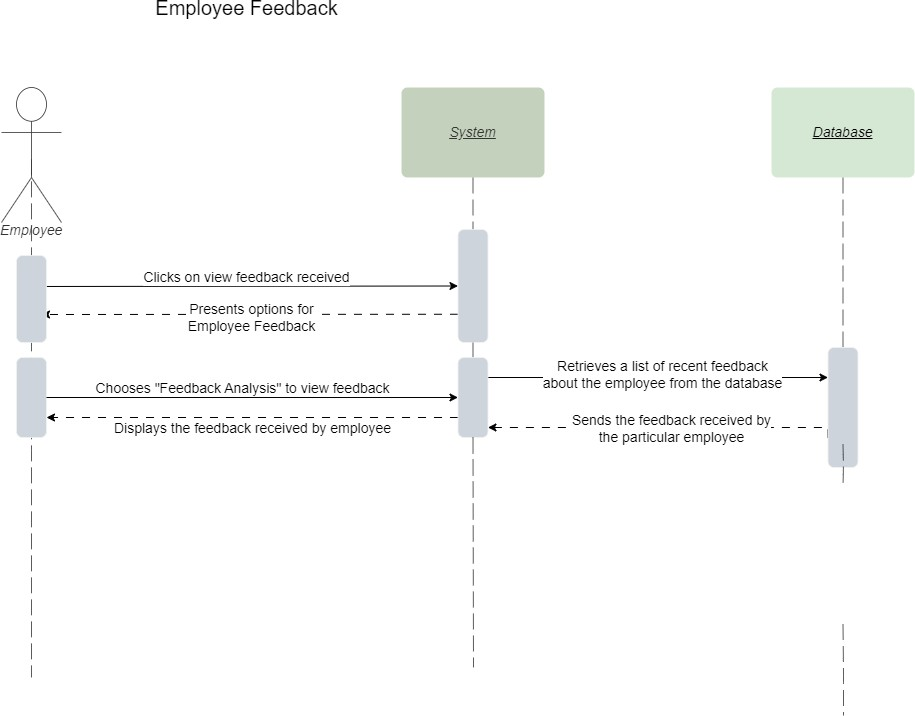 Employee Feedback
System
Database
Employee
Clicks on view feedback received
Presents options for
Employee Feedback
Retrieves a list of recent feedback
about the employee from the database
Chooses "Feedback Analysis" to view feedback
Sends the feedback received by
the particular employee
Displays the feedback received by employee